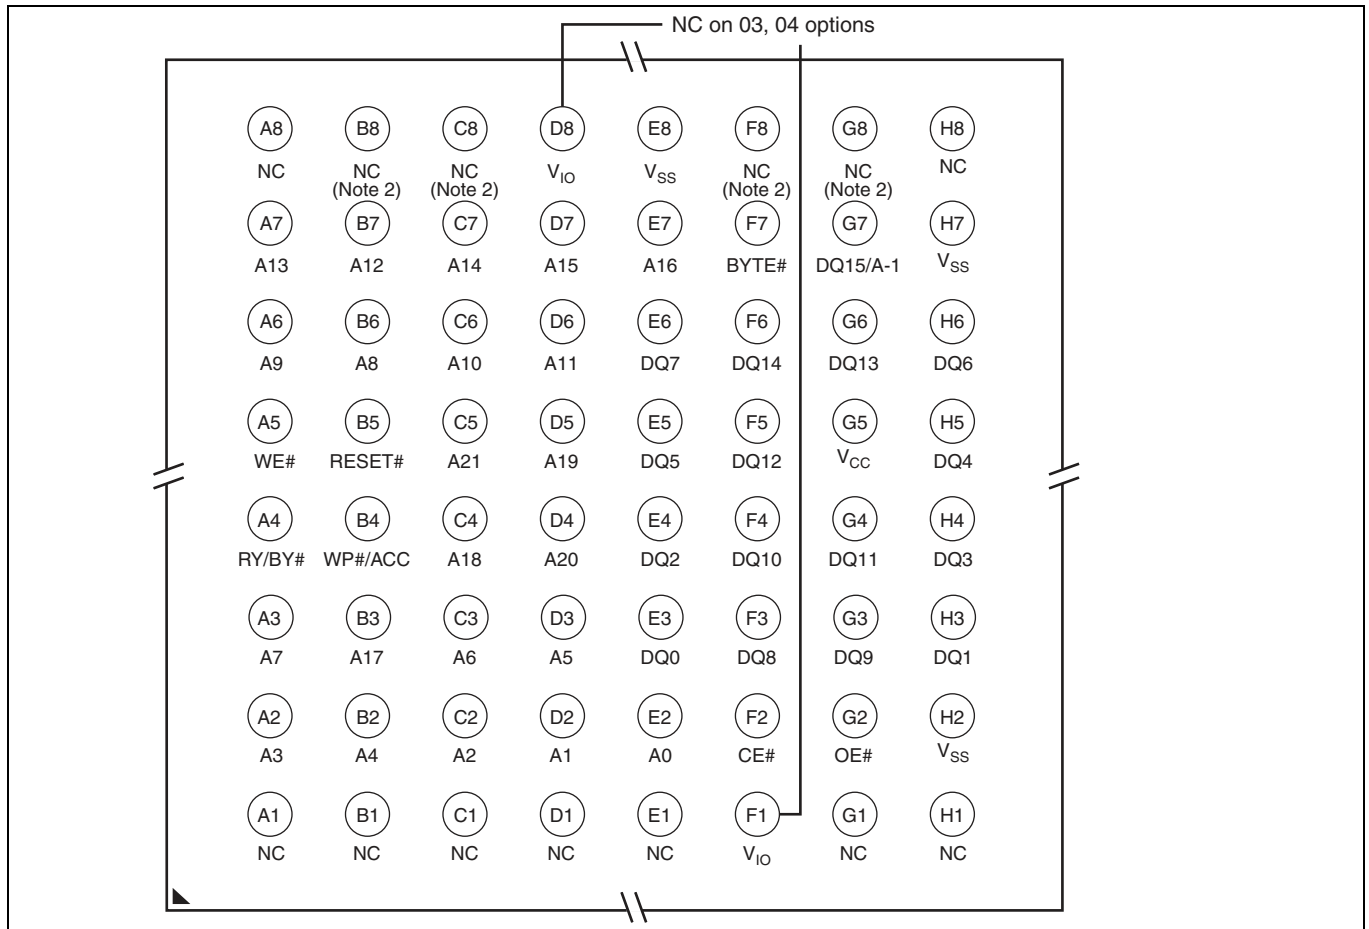 NC on 03, 04 options
A8 B8 C8 D8 E8 F8 G8 H8
NC NC NC VIO VSS NC NC NC
(Note 2) (Note 2) (Note 2) (Note 2)
A7 B7 C7 D7 E7 F7 G7 H7
A13 A12 A14 A15 A16 BYTE# DQ15/A-1 VSS
A6 B6 C6 D6 E6 F6 G6 H6
A9 A8 A10 A11 DQ7 DQ14 DQ13 DQ6
A5 B5 C5 D5 E5 F5 G5 H5
WE# RESET# A21 A19 DQ5 DQ12 VCC DQ4
A4 B4 C4 D4 E4 F4 G4 H4
RY/BY# WP#/ACC A18 A20 DQ2 DQ10 DQ11 DQ3
A3 B3 C3 D3 E3 F3 G3 H3
A7 A17 A6 A5 DQ0 DQ8 DQ9 DQ1
A2 B2 C2 D2 E2 F2 G2 H2
A3 A4 A2 A1 A0 CE# OE# VSS
A1 B1 C1 D1 E1 F1 G1 H1
NC NC NC NC NC VIO NC NC